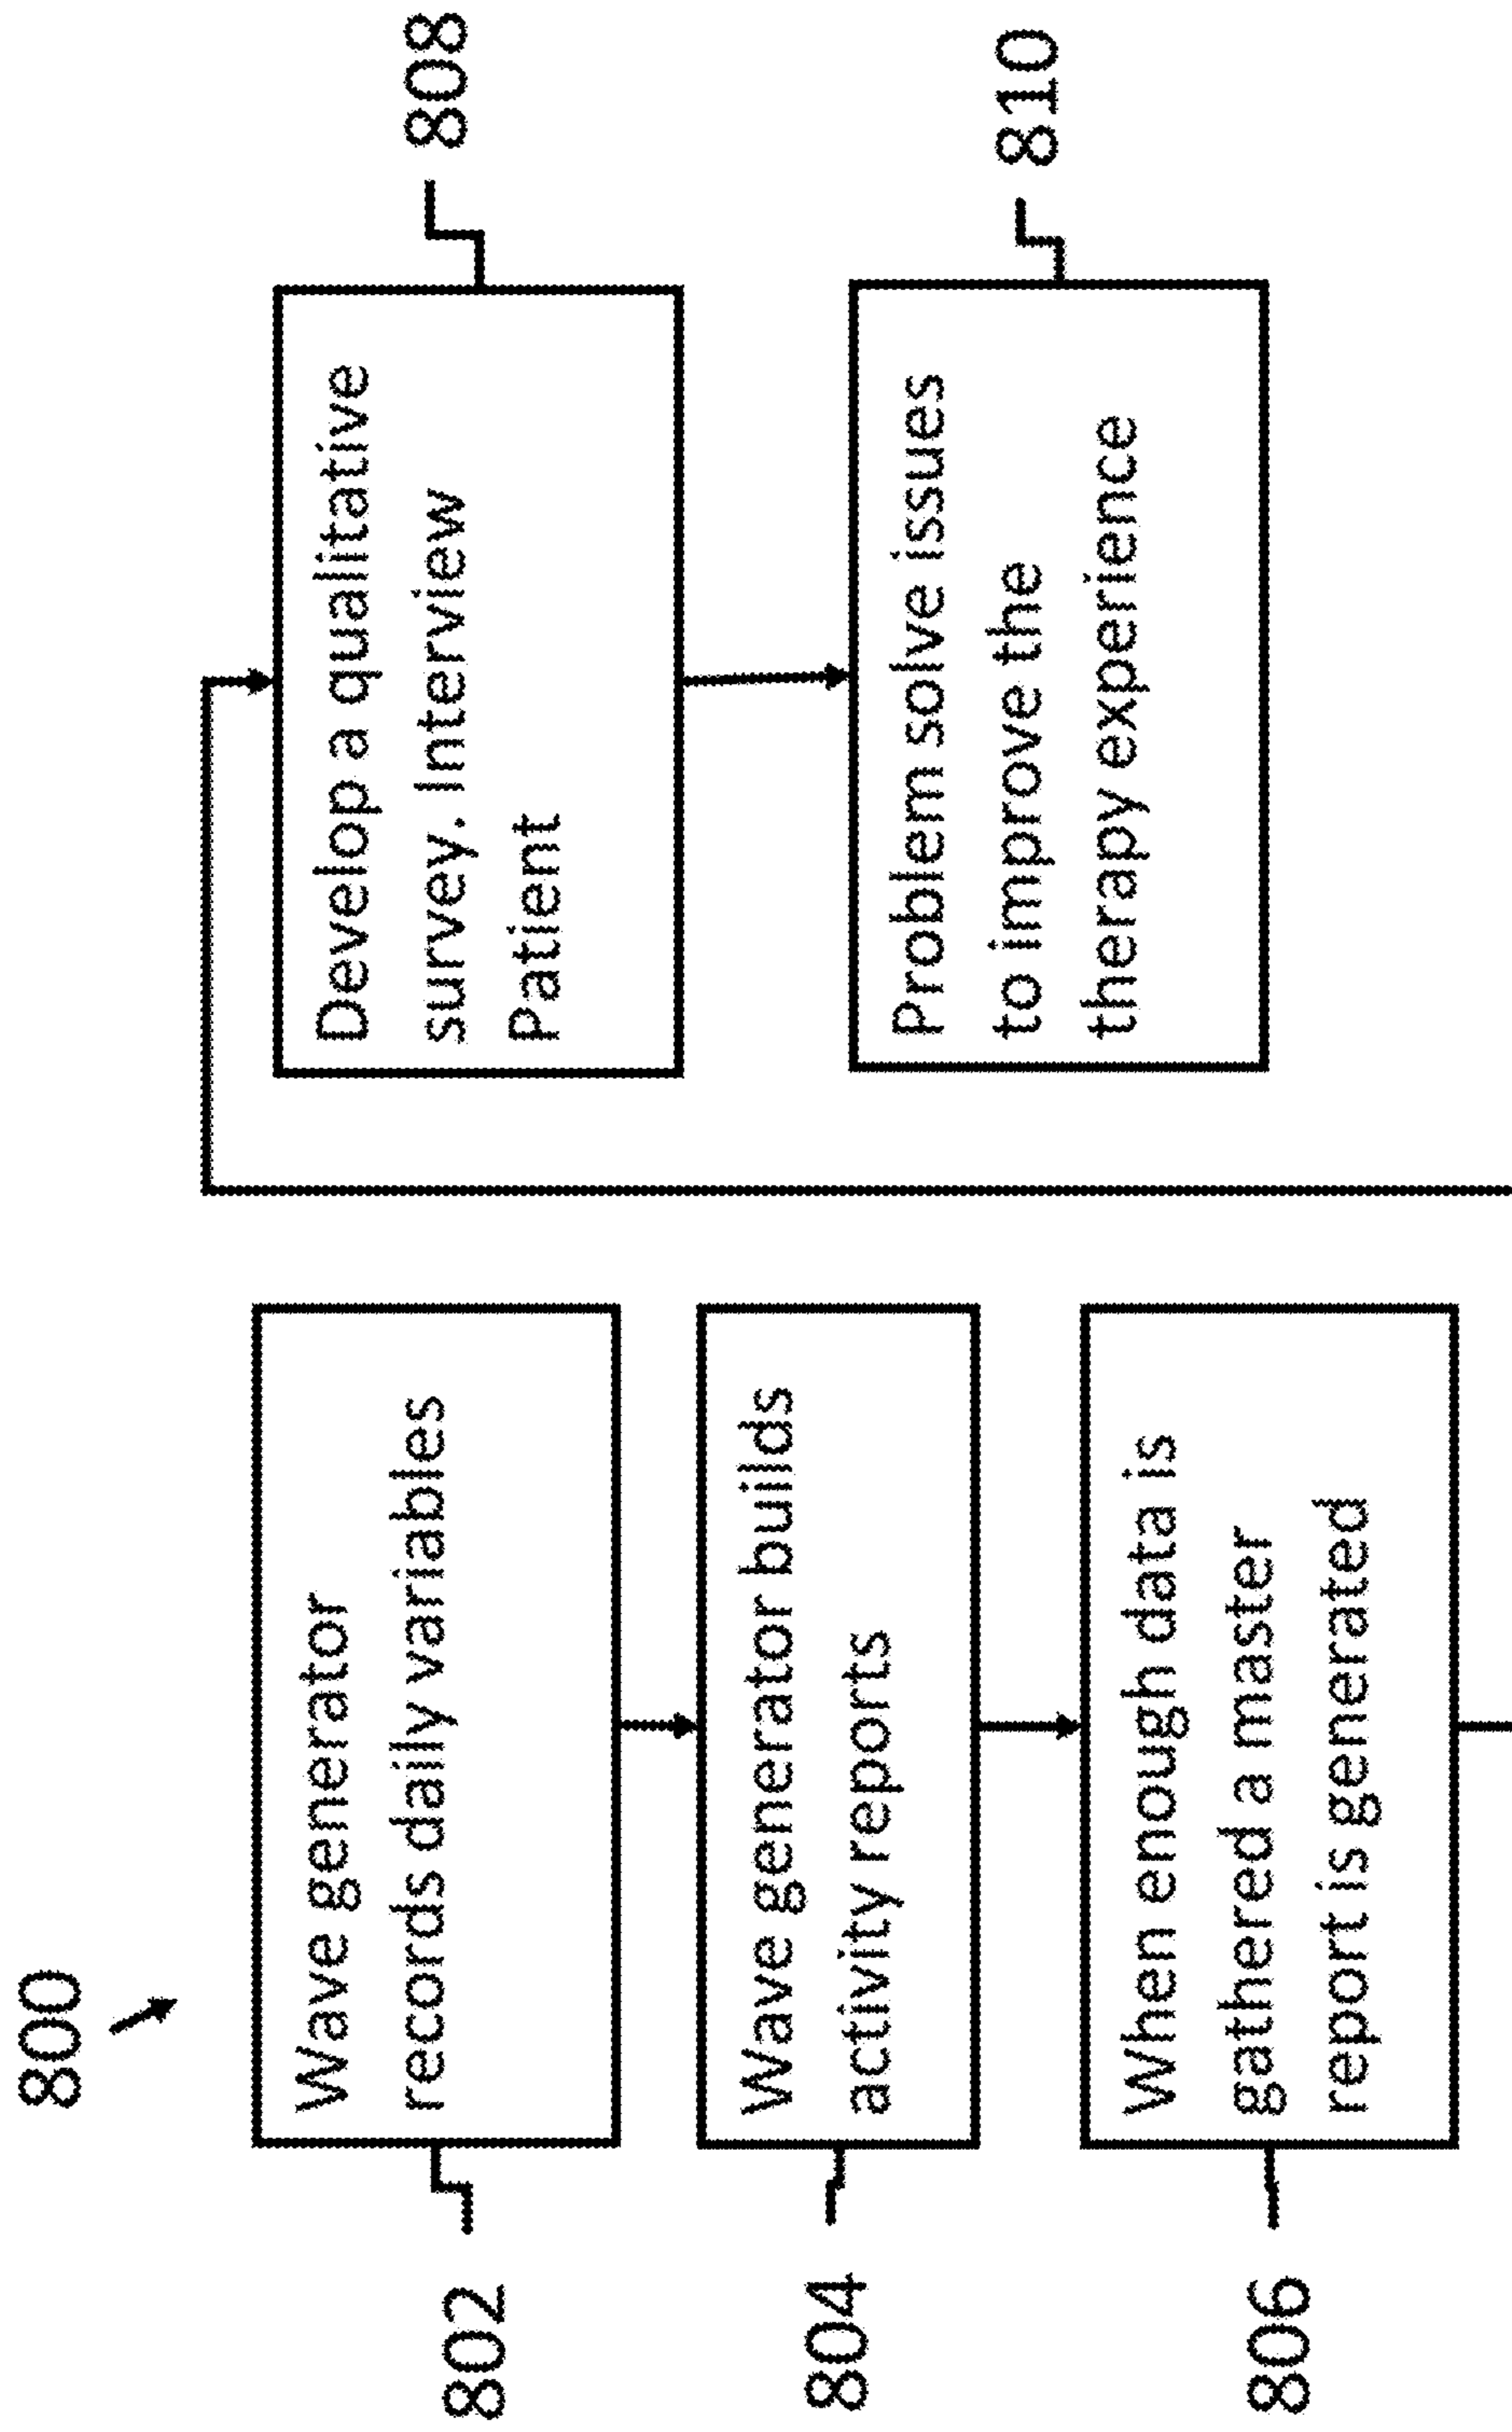 800
802
Wave generator
records daily variables
804
Wave generator builds
activity reports
806
When enough data is
gathered a master
report is generated
808
Develop a qualitative
survey. Interview
Patient
810
Problem solve issues
to improve the
therapy experience